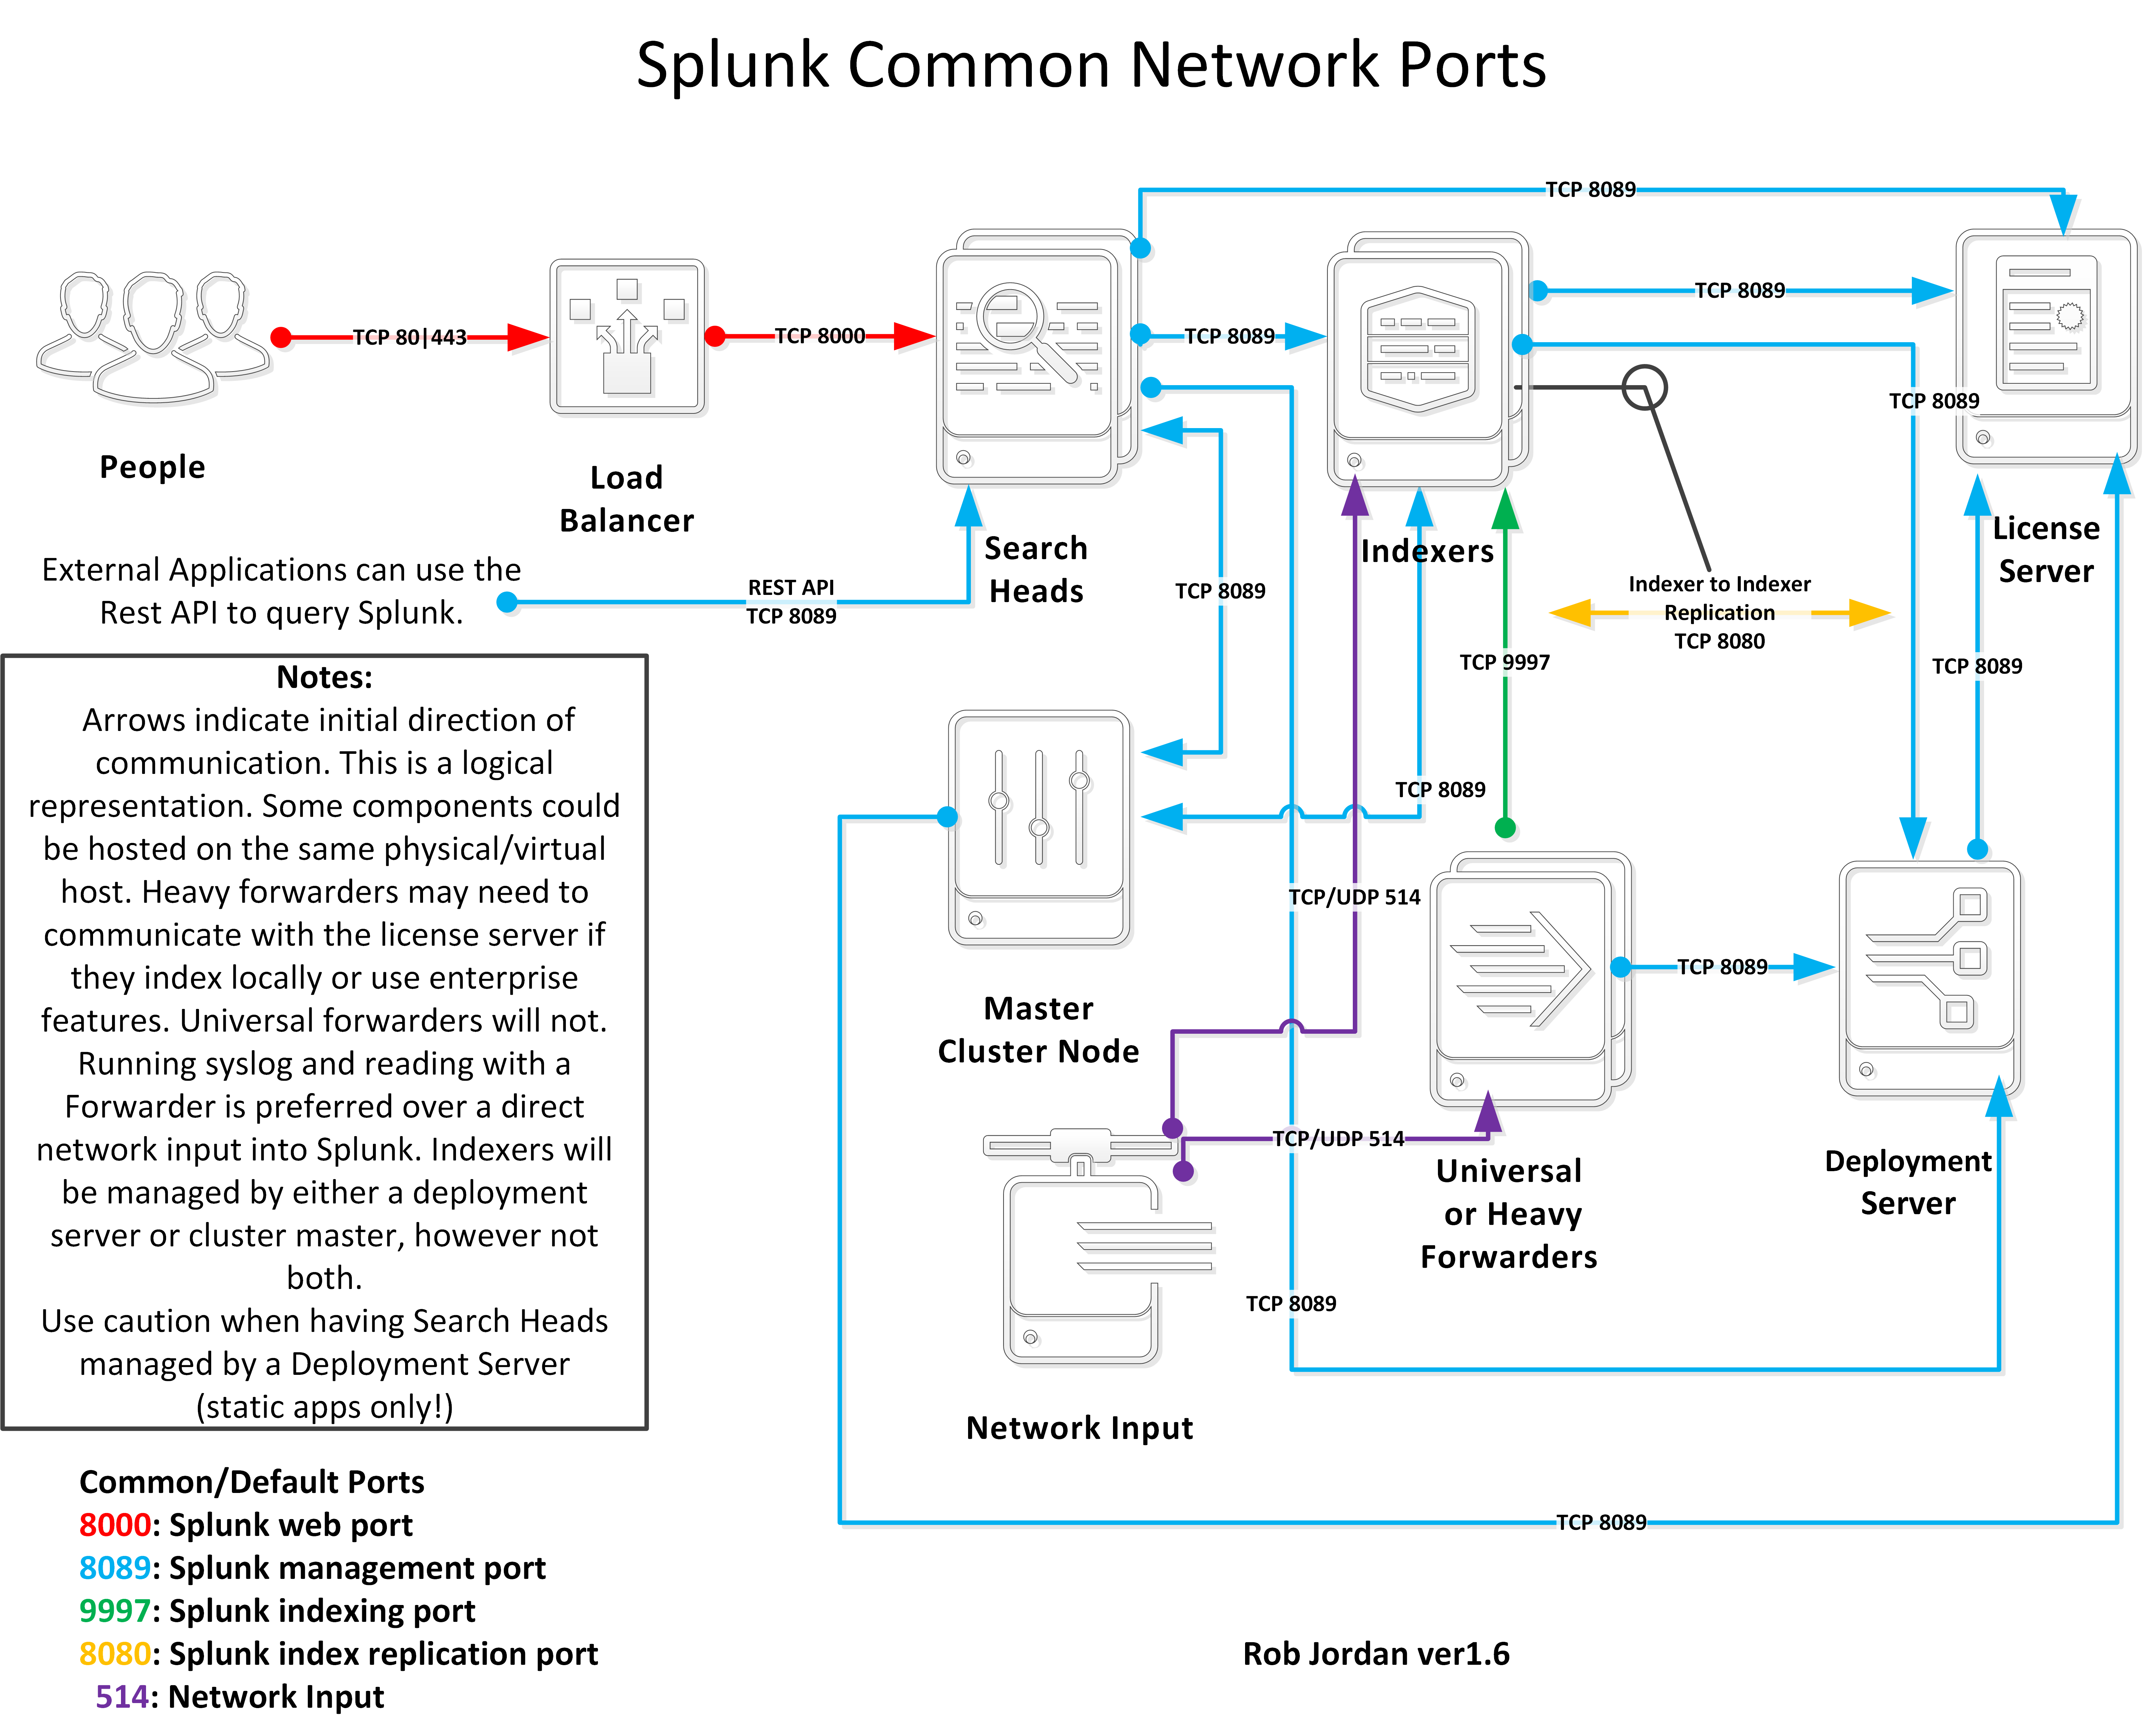 Splunk Common Network Ports
TCP 8089
TCP 80|443
TCP 8000
TCP 8089
TCP 8089
TCP 8089
People
Load
Balancer
Search
Heads
Indexers
License
Server
External Applications can use the
Rest API to query Splunk.
REST API
TCP 8089
TCP 8089
Indexer to Indexer
Replication
TCP 8080
TCP 9997
TCP 8089
TCP 8089
Notes:
Arrows indicate initial direction of
communication. This is a logical
representation. Some components could
be hosted on the same physical/virtual
host. Heavy forwarders may need to
communicate with the license server if
they index locally or use enterprise
features. Universal forwarders will not.
Running syslog and reading with a
Forwarder is preferred over a direct
network input into Splunk. Indexers will
be managed by either a deployment
server or cluster master, however not
both.
Use caution when having Search Heads
managed by a Deployment Server
(static apps only!)
TCP/UDP 514
TCP 8089
Master
Cluster Node
TCP/UDP 514
Universal
or Heavy
Forwarders
Deployment
Server
TCP 8089
Network Input
TCP 8089
Common/Default Ports
8000: Splunk web port
8089: Splunk management port
9997: Splunk indexing port
8080: Splunk index replication port
514: Network Input
Rob Jordan ver1.6